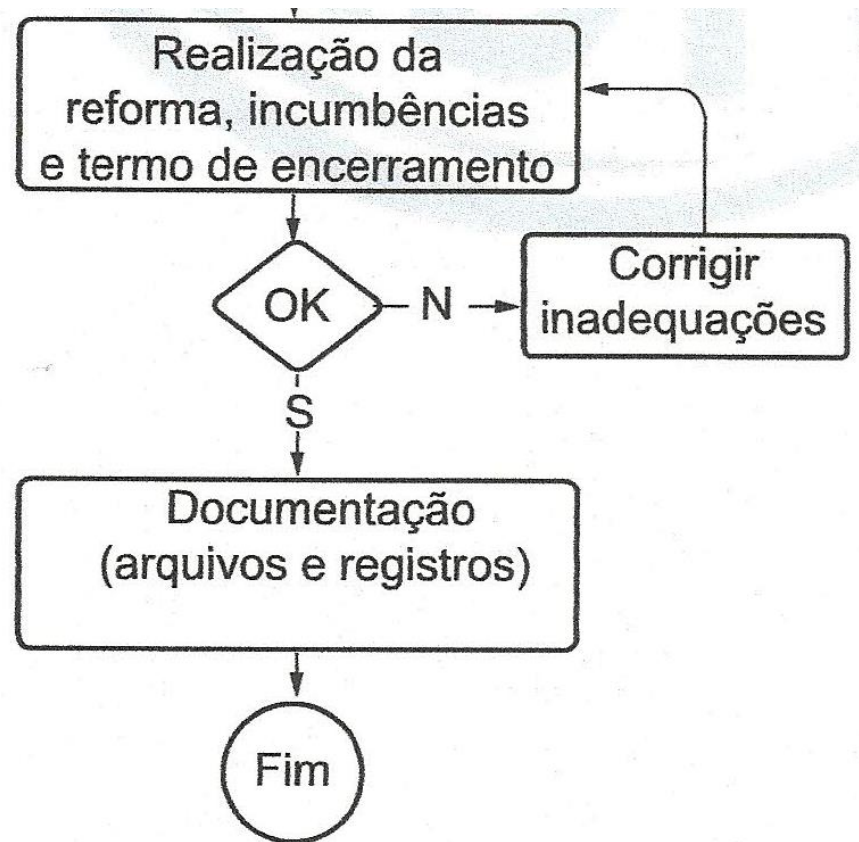 Realização da
reforma, incumbências
e termo de encerramento
OK
N
Corrigir
inadequações
S
Documentação
(arquivos e registros)
Fim